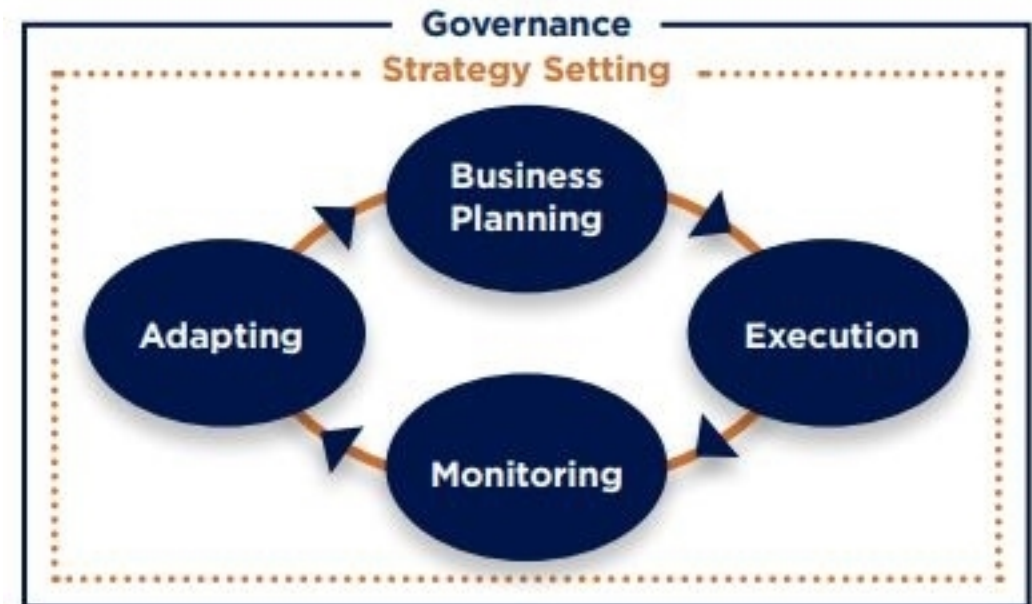 Governance
Strategy Setting
Business
Planning
Adapting
Execution
Monitoring